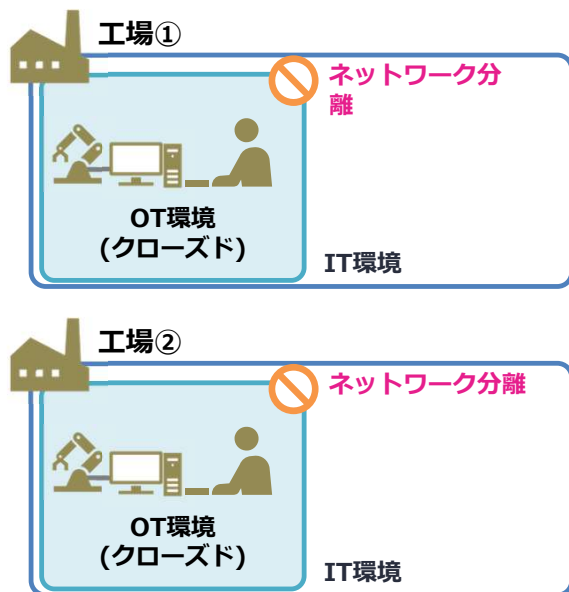 工場①
ネットワーク分
離
OT環境
(クローズド)
IT環境
工場②
ネットワーク分離
OT環境
(クローズド)
IT環境